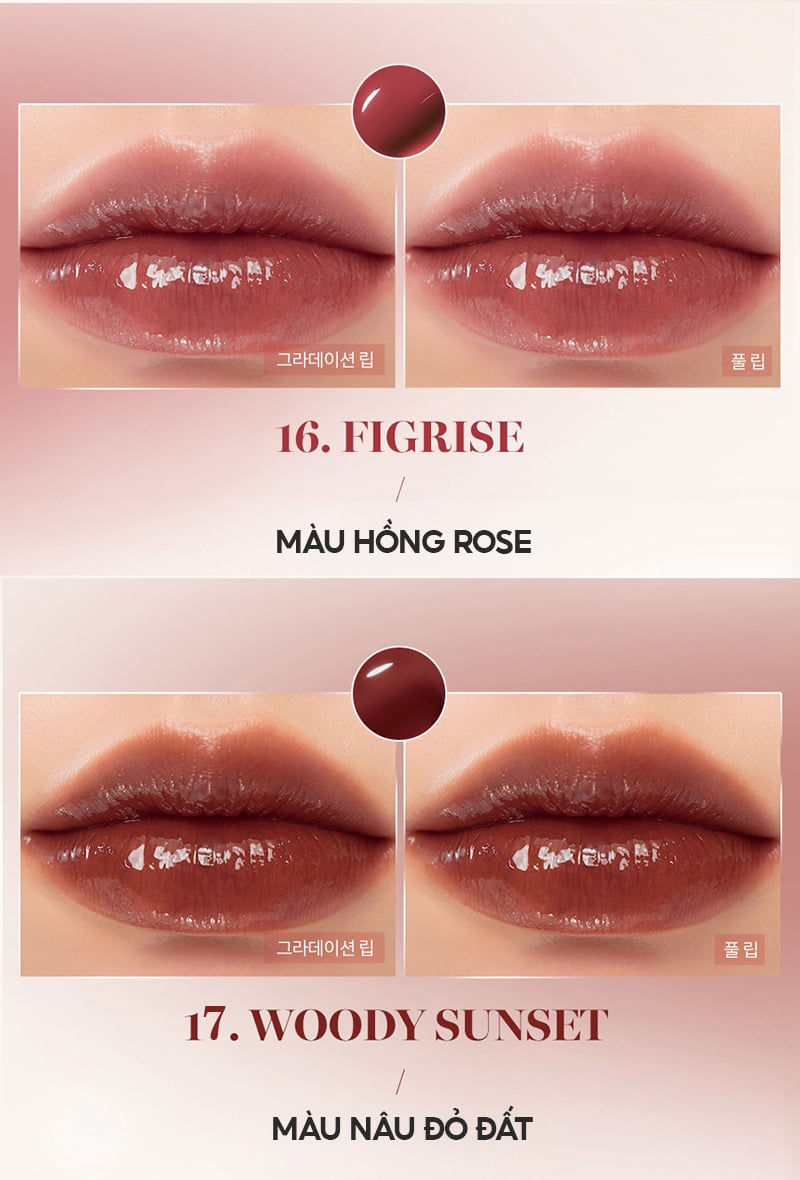 그라데이션 립
풀 립
16. FIGRISE
/
MÀU HỒNG ROSE
그라데이션 립
풀 립
17. WOODY SUNSET
/
MÀU NÂU ĐỎ ĐẤT